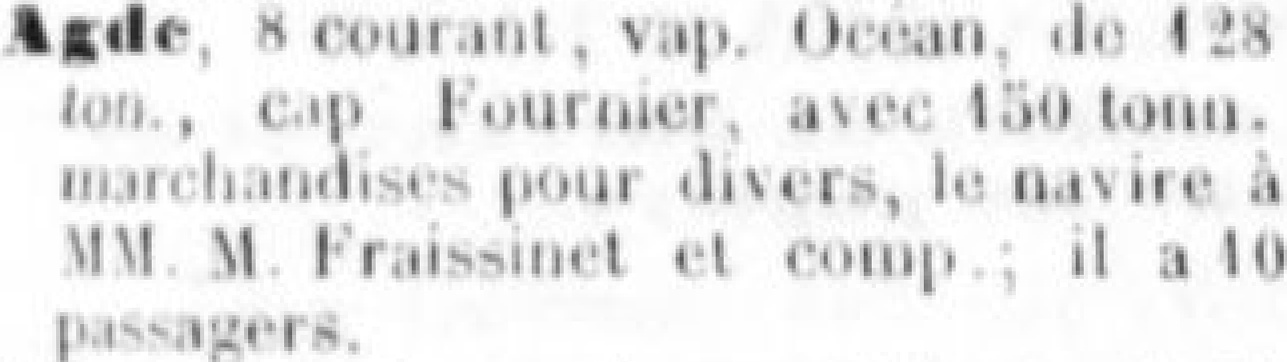 Agde, 8 courant, vap. Océan, de 128
ton., cap Fournier, avec 150 tonn.
marchandises pour divers, le navire à
MM. M. Fraissinet et comp.; il a 10
passagers.